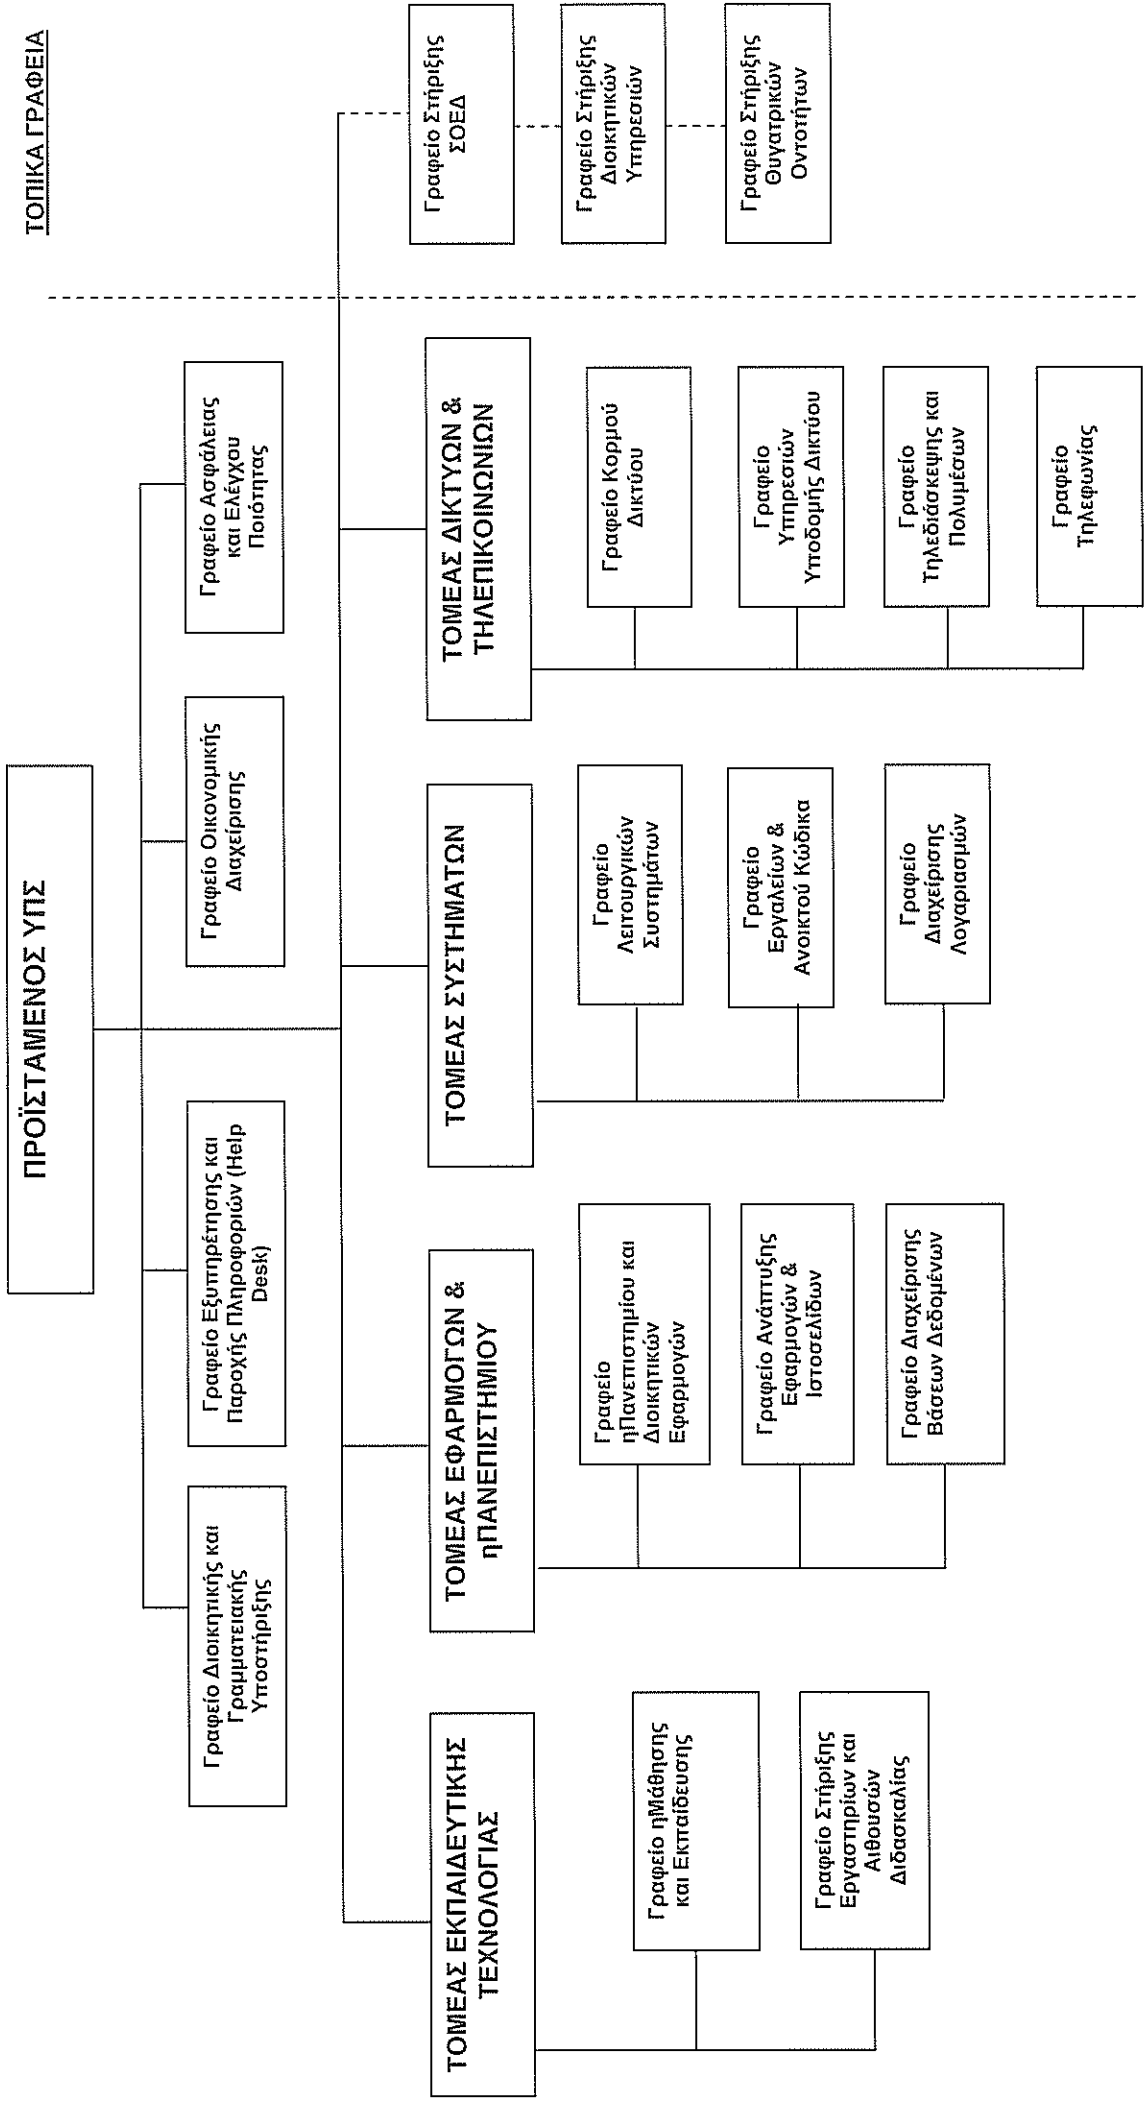 ΤΟΠΙΚΑ ΓΡΑΦΕΙΑ
ΠΡΟΪΣΤΑΜΕΝΟΣ ΥΠΣ
Γραφείο Διοικητικής και
Γραμματειακής
Υποστήριξης
Γραφείο Εξυπηρέτησης και
Παροχής Πληροφοριών (Help
Desk)
Γραφείο Οικονομικής
Διαχείρισης
Γραφείο Ασφάλειας
και Ελέγχου
Ποιότητας
ΤΟΜΕΑΣ ΕΚΠΑΙΔΕΥΤΙΚΗΣ
ΤΕΧΝΟΛΟΓΙΑΣ
Γραφείο ηΜάθησης
και Εκπαίδευσης
Γραφείο Στήριξης
Εργαστηρίων και
Αιθουσών
Διδασκαλίας
ΤΟΜΕΑΣ ΕΦΑΡΜΟΓΩΝ &
ηΠΑΝΕΠΙΣΤΗΜΙΟΥ
Γραφείο
ηΠανεπιστημίου και
Διοικητικών
Εφαρμογών
Γραφείο Ανάπτυξης
Εφαρμογών &
Ιστοσελίδων
Γραφείο Διαχείρισης
Βάσεων Δεδομένων
ΤΟΜΕΑΣ ΣΥΣΤΗΜΑΤΩΝ
Γραφείο
Λειτουργικών
Συστημάτων
Γραφείο
Εργαλείων &
Ανοικτού Κώδικα
Γραφείο
Διαχείρισης
Λογαριασμών
ΤΟΜΕΑΣ ΔΙΚΤΥΩΝ &
ΤΗΛΕΠΙΚΟΙΝΩΝΙΩΝ
Γραφείο Κορμού
Δικτύου
Γραφείο
Υπηρεσιών
Υποδομής Δικτύου
Γραφείο
Τηλεδιάσκεψης και
Πολυμέσων
Γραφείο
Τηλεφωνίας
Γραφείο Στήριξης
ΣΟΕΔ
Γραφείο Στήριξης
Διοικητικών
Υπηρεσιών
Γραφείο Στήριξης
Θυγατρικών
Οντοτήτων